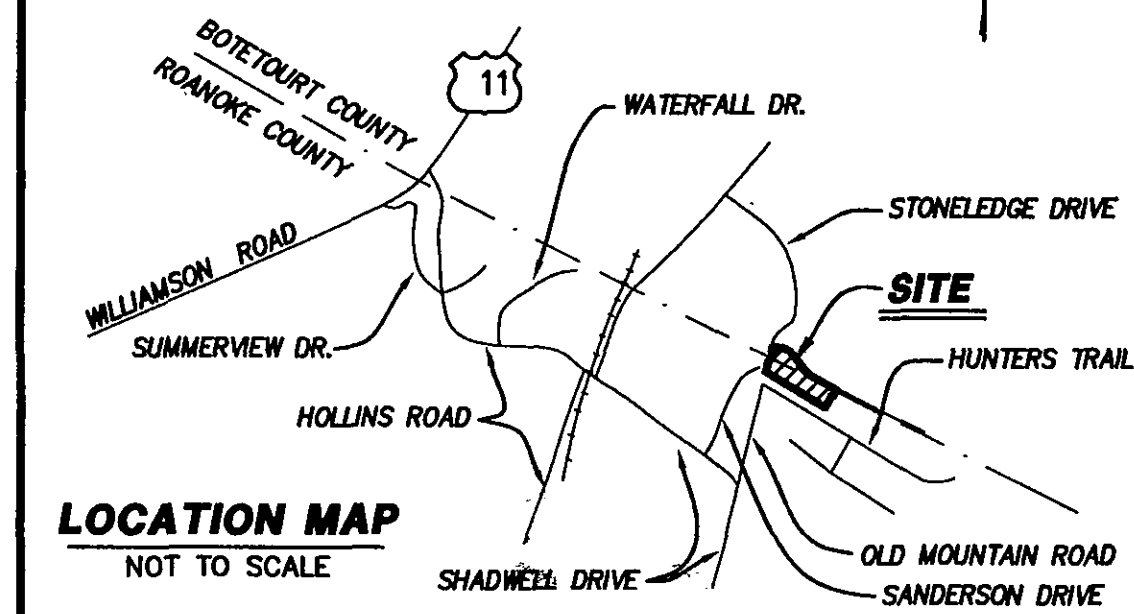 BOTETOURT COUNTY
ROANOKE COUNTY
11
WATERFALL DR.
STONELEDGE DRIVE
WILLIAMSON ROAD
SITE
SUMMERVIEW DR.
HUNTERS TRAIL
HOLLINS ROAD
LOCATION MAP
NOT TO SCALE
SHADWELL DRIVE
OLD MOUNTAIN ROAD
SANDERSON DRIVE